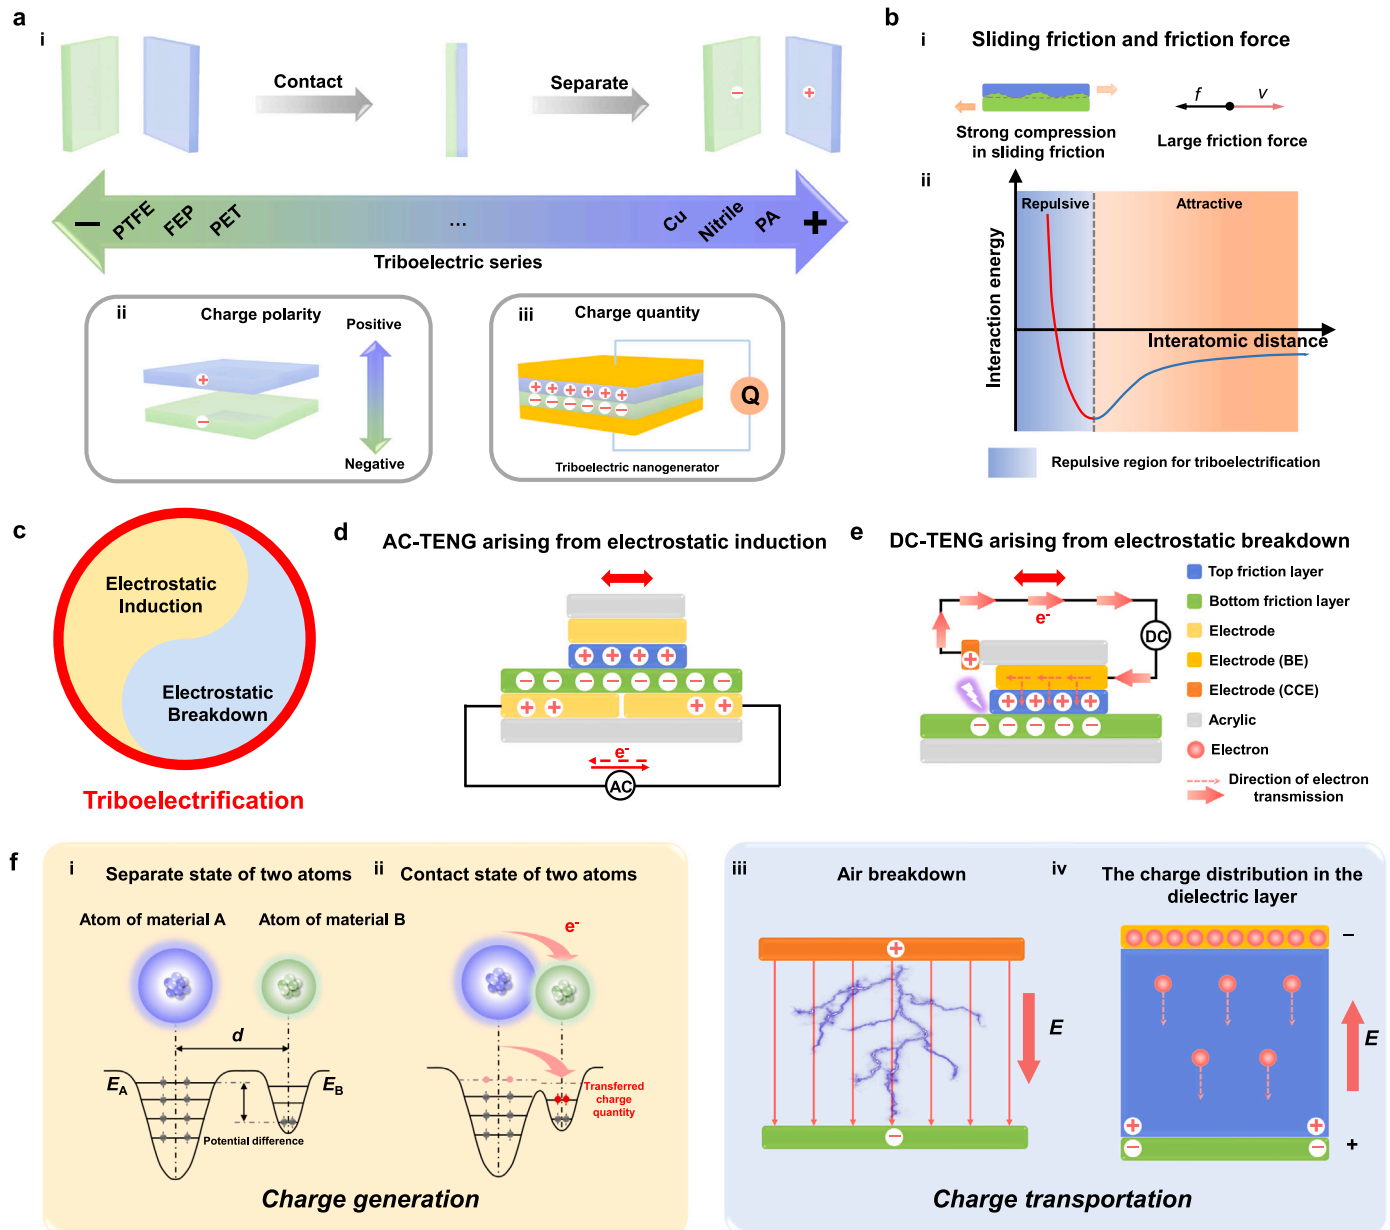 a
i
Contact
Separate
−
+
− PTFE FEP PET ... Cu Nitrile PA +
Triboelectric series
ii
Charge polarity
Positive
Negative
+
−
iii
Charge quantity
+ + + + + +
− − − − − −
Q
Triboelectric nanogenerator
b
i
Sliding friction and friction force
f
v
Strong compression
in sliding friction
Large friction force
ii
Repulsive
Attractive
Interaction energy
Interatomic distance
Repulsive region for triboelectrification
c
Electrostatic
Induction
Electrostatic
Breakdown
Triboelectrification
d
AC-TENG arising from electrostatic induction
+ + + +
− − − − − − − −
+ + + +
e-
AC
e
DC-TENG arising from electrostatic breakdown
e-
DC
+
+ + + +
− − − − −
Top friction layer
Bottom friction layer
Electrode
Electrode (BE)
Electrode (CCE)
Acrylic
Electron
Direction of electron
transmission
f
i
Separate state of two atoms
Atom of material A
Atom of material B
d
EA
EB
Potential difference
ii
Contact state of two atoms
e-
Transferred
charge
quantity
Charge generation
iii
Air breakdown
+
E
−
iv
The charge distribution in the
dielectric layer
−
E
+ +
− −
+
Charge transportation